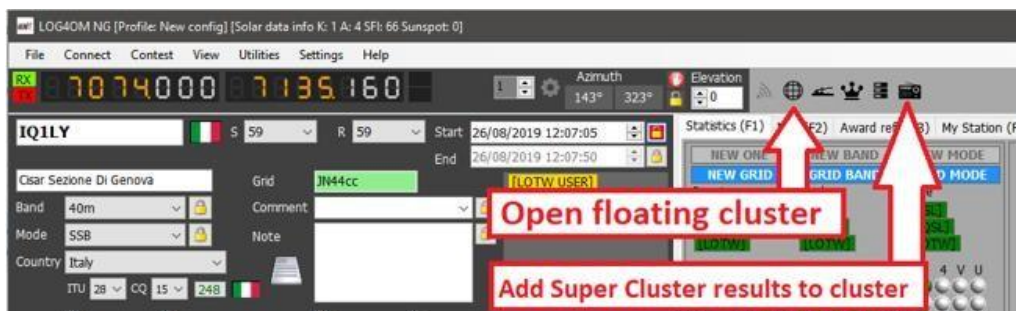 LOG4OM NG [Profile: New config] [Solar data info K: 1 A: 4 SFI: 66 Sunspot: 0]
File Connect Contest View Utilities Settings Help
RX 7074000 7135160 1 Azimuth Elevation
TX 143° 323° 0
IQ1LY S 59 R 59 Start 26/08/2019 12:07:05
End 26/08/2019 12:07:50
Statistics (F1) F2) Award re My Station (F
NEW ONE NEW BAND W MODE
NEW GRID GRID BAND D MODE
Cisar Sezione Di Genova Grid JN44cc [LOTW USER]
Band 40m Comment
Mode SSB Note
Country Italy
ITU 28 CQ 15 248
Open floating cluster
[LOTW] [LOTW]
4 V U
Add Super Cluster results to cluster